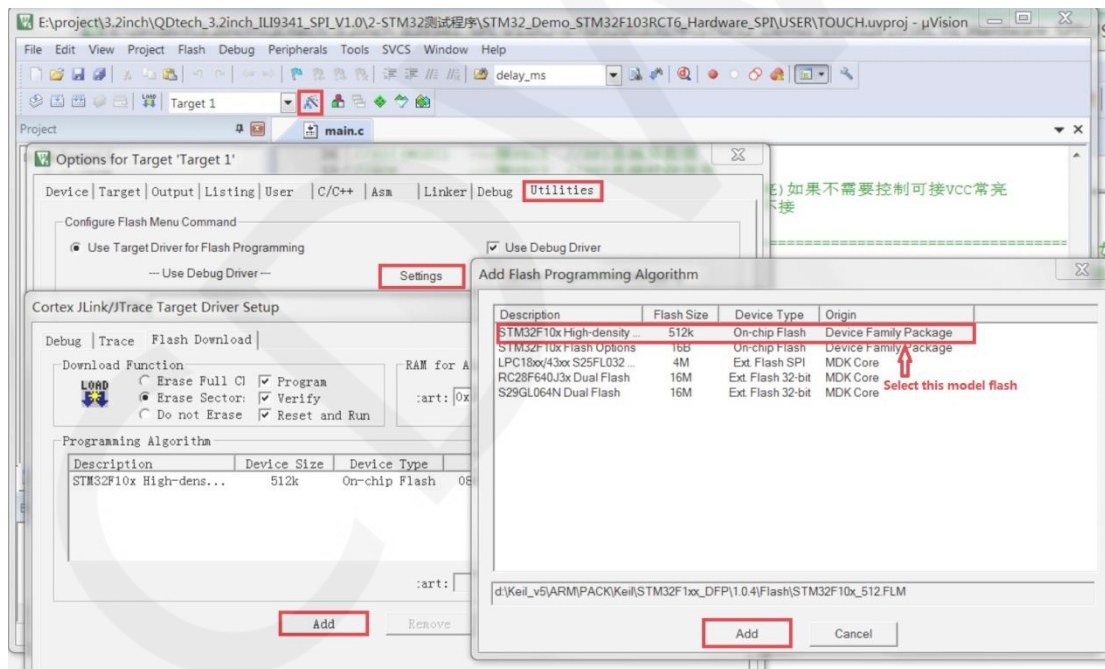 E:\project\3.2inch\QDtech_3.2inch_ILI9341_SPI_V1.0\2-STM32测试程序\STM32_Demo_STM32F103RCT6_Hardware_SPI\USER\TOUCH.uvproj - µVision
File Edit View Project Flash Debug Peripherals Tools SVCS Window Help
delay_ms
LOAD Target 1
Project
main.c
Options for Target 'Target 1'
Device Target Output Listing User C/C++ Asm Linker Debug Utilities
如果不需要控制可接VCC常亮
接
Configure Flash Menu Command
Use Target Driver for Flash Programming Use Debug Driver
--- Use Debug Driver --- Settings
Cortex JLink/JTrace Target Driver Setup
Debug Trace Flash Download
Download Function RAM for A
LOAD
Erase Full Cl Program
Erase Sector: Verify :art: 0x
Do not Erase Reset and Run
Programming Algorithm
Description Device Size Device Type
STM32F10x High-dens... 512k On-chip Flash 08
:art:
Add Remove
Add Flash Programming Algorithm
Description Flash Size Device Type Origin
STM32F10x High-density ... 512k On-chip Flash Device Family Package
STM32F10x Flash Options 16B On-chip Flash Device Family Package
LPC18xx/43xx S25FL032 ... 4M Ext. Flash SPI MDK Core
RC28F640J3x Dual Flash 16M Ext. Flash 32-bit MDK Core
S29GL064N Dual Flash 16M Ext. Flash 32-bit MDK Core
Select this model flash
d:\Keil_v5\ARM\PACK\Keil\STM32F1xx_DFP\1.0.4\Flash\STM32F10x_512.FLM
Add Cancel